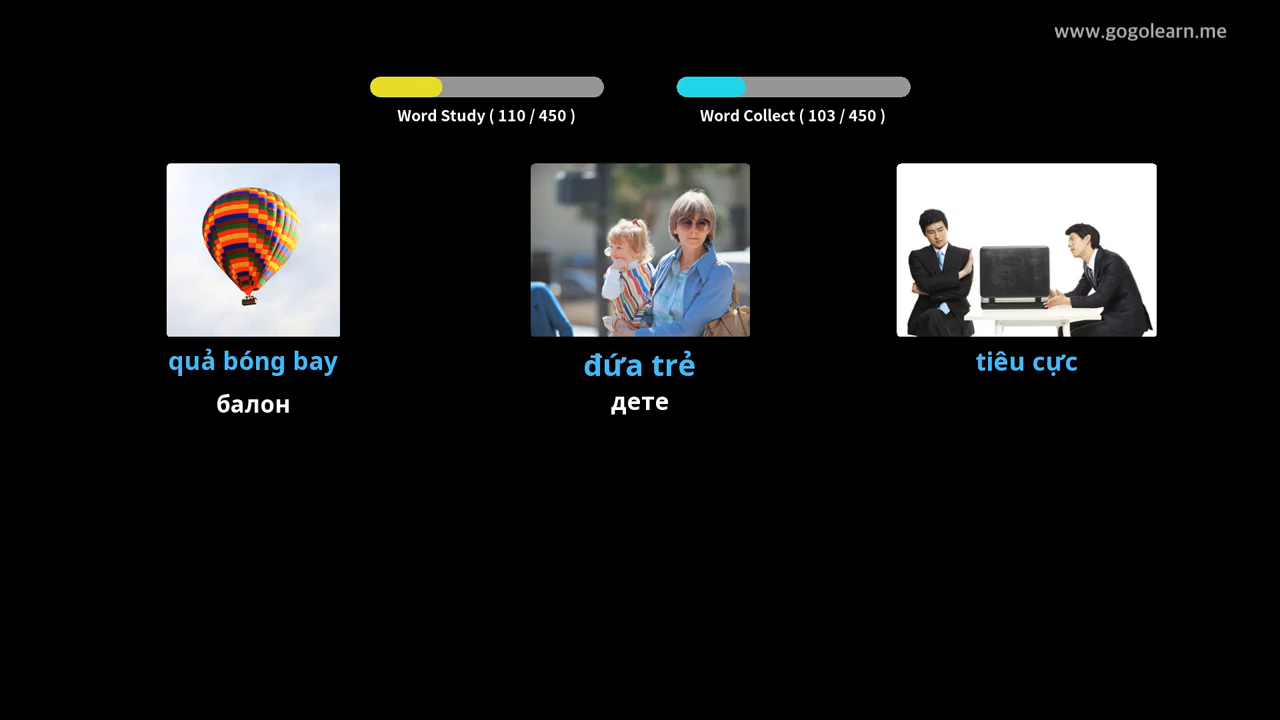 www.gogolearn.me
Word Study ( 110 / 450 )
Word Collect ( 103 / 450 )
quả bóng bay
балон
đứa trẻ
дете
tiêu cực